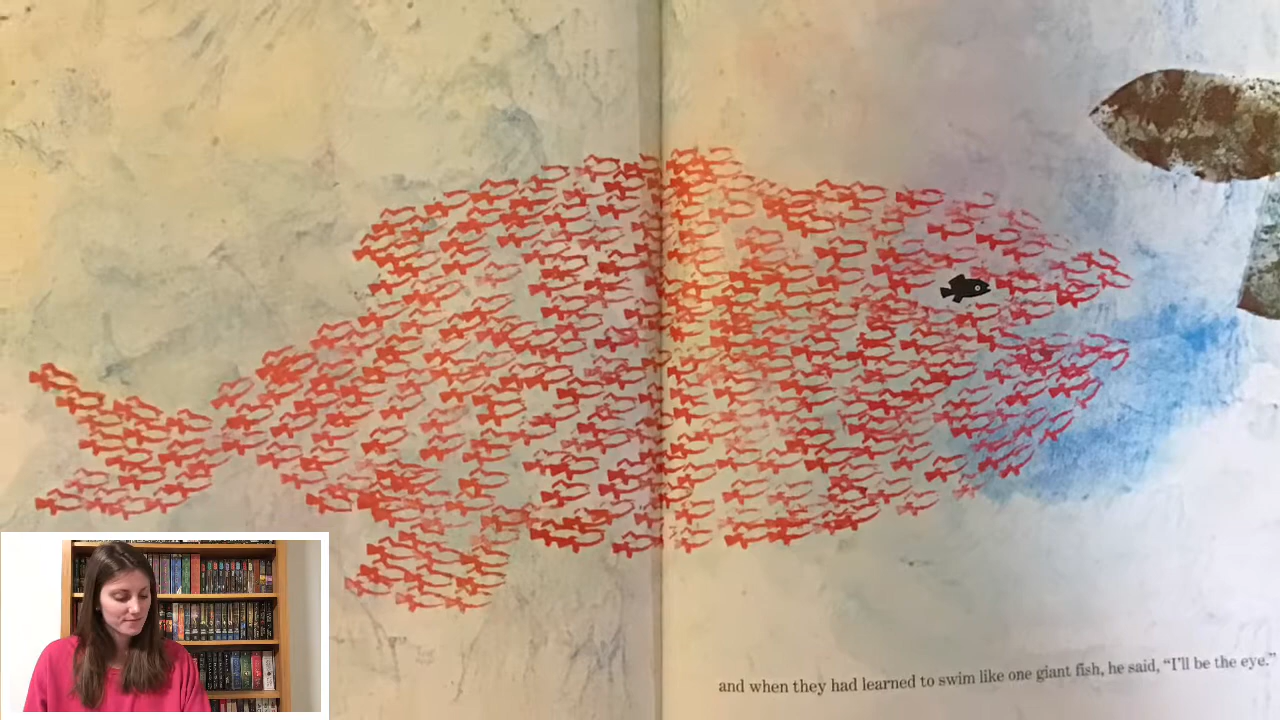 and when they had learned to swim like one giant fish, he said, “I’ll be the eye.”